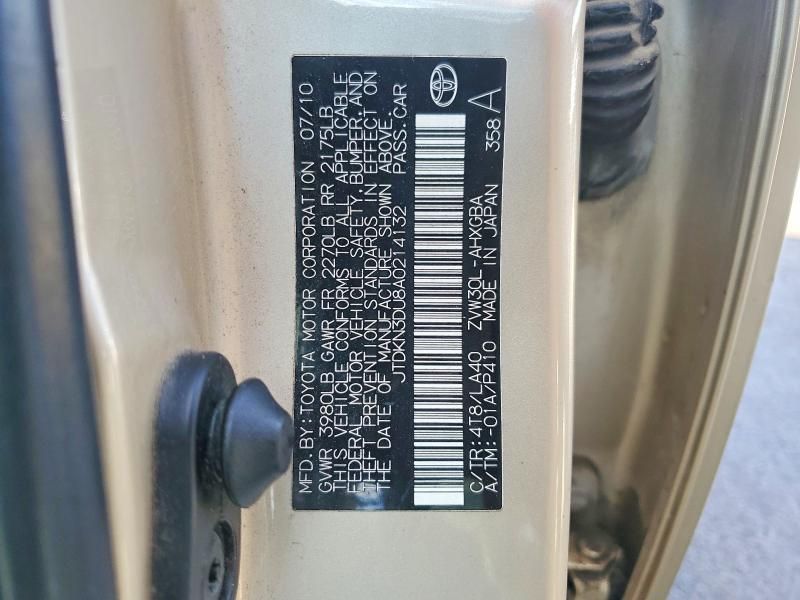 MFD. BY: TOYOTA MOTOR CORPORATION 07/10
GVWR 3980LB GAWR FR 2270LB RR 2175LB
THIS VEHICLE CONFORMS TO ALL APPLICABLE
FEDERAL MOTOR VEHICLE SAFETY, BUMPER, AND
THEFT PREVENTION STANDARDS IN EFFECT ON
THE DATE OF MANUFACTURE SHOWN ABOVE.
JTDKN3DU8A0214132 PASS. CAR
C/TR: 4T8/LA40 ZVW30L-AHXGBA 358 A
A/TM: -01A/P410 MADE IN JAPAN